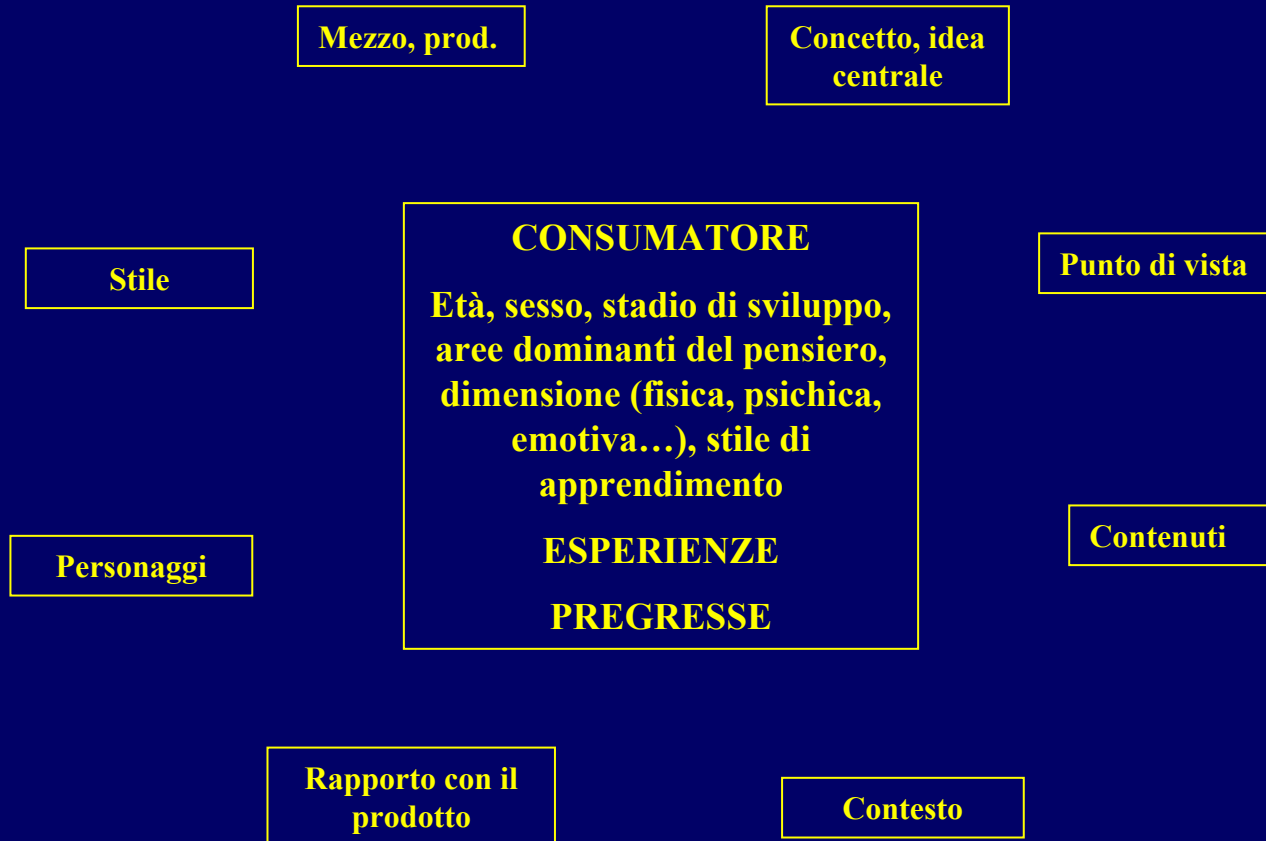 Mezzo, prod.
Concetto, idea
centrale
Stile
CONSUMATORE
Età, sesso, stadio di sviluppo,
aree dominanti del pensiero,
dimensione (fisica, psichica,
emotiva…), stile di
apprendimento
ESPERIENZE
PREGRESSE
Punto di vista
Personaggi
Contenuti
Rapporto con il
prodotto
Contesto